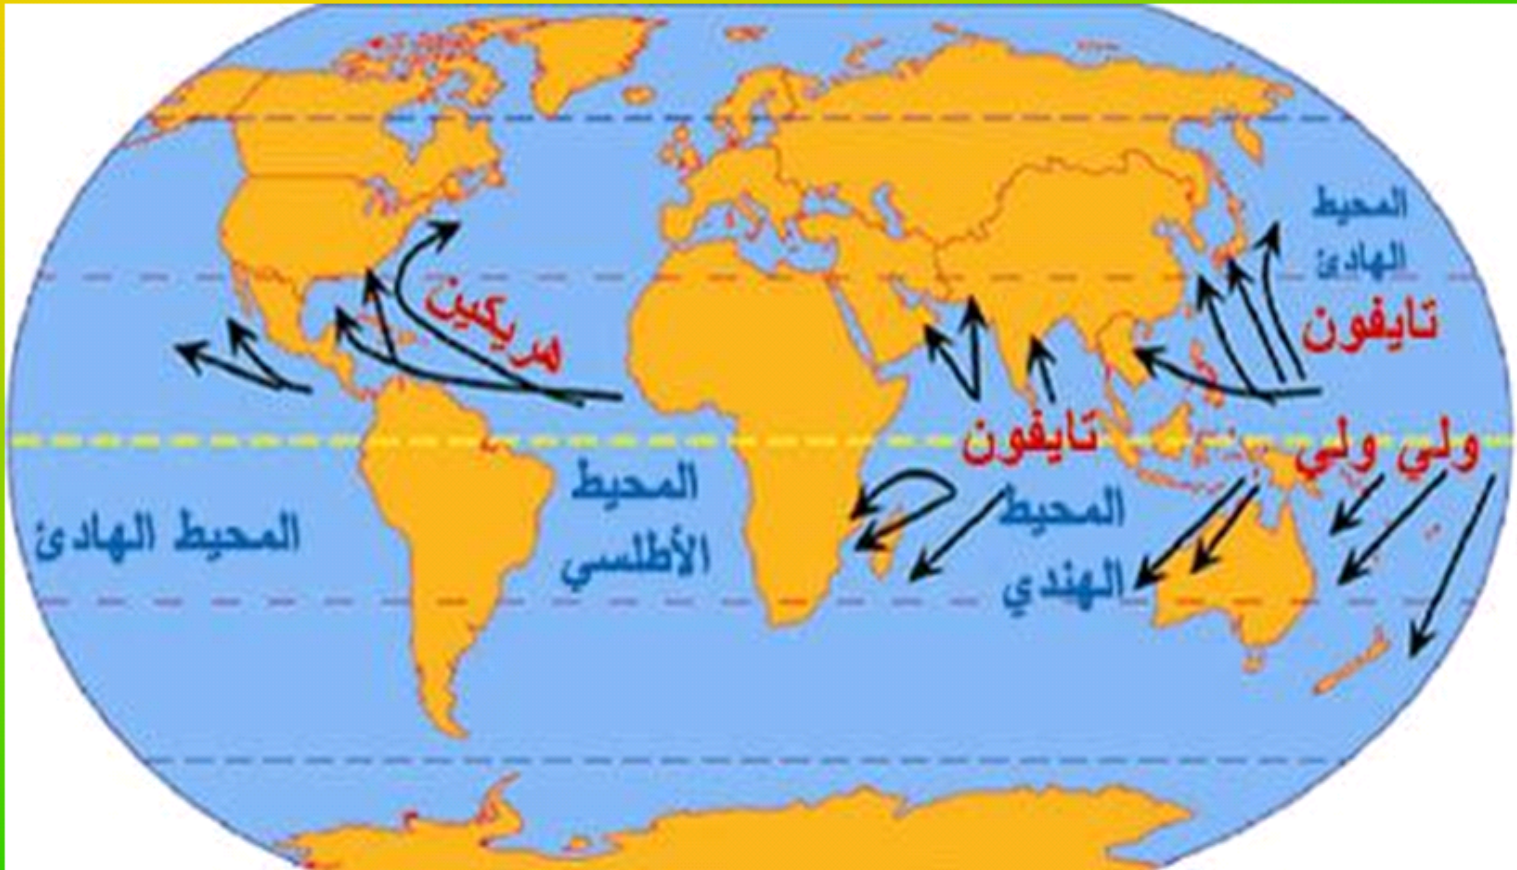 المحيط
الهادئ
هريكين
تايفون
تايفون
ولي ولي
المحيط
الأطلسي
المحيط
الهندي
المحيط الهادئ